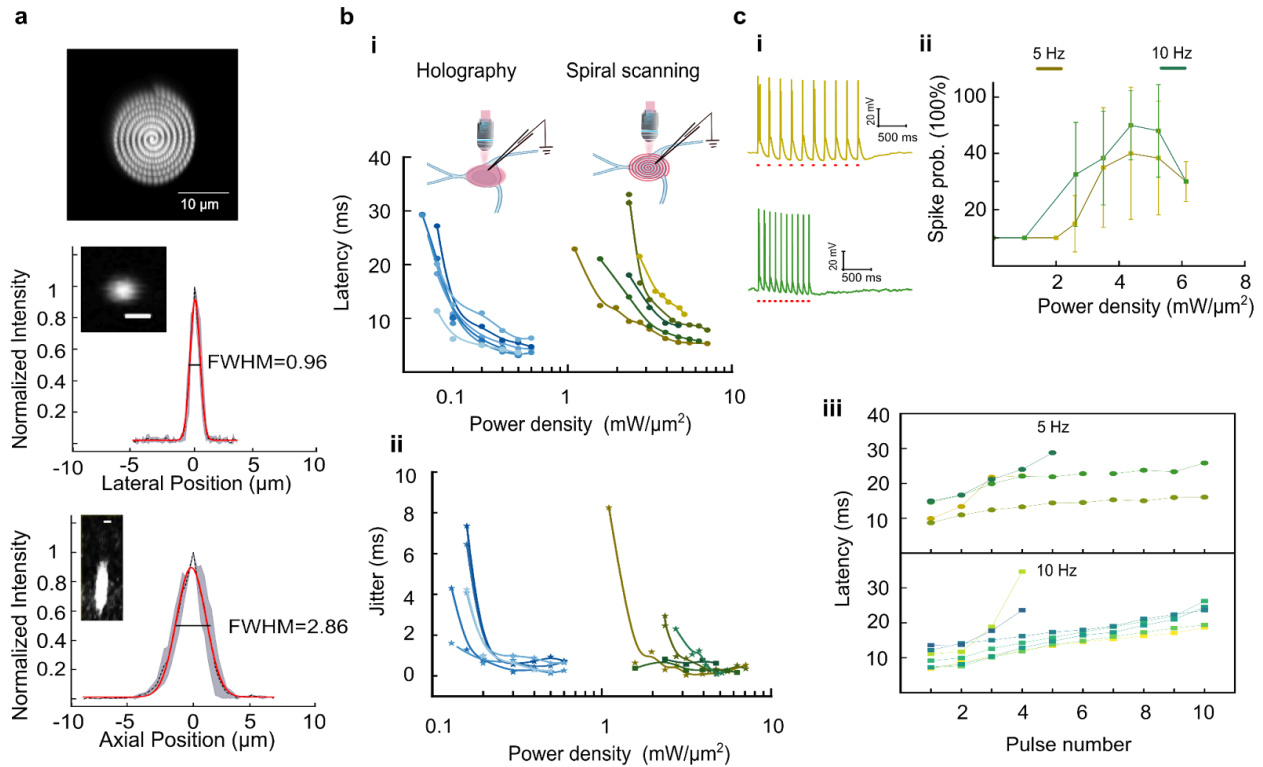 a
10 µm
Normalized Intensity
1
0.8
0.6
0.4
0.2
FWHM=0.96
-10
-5
0
5
10
Lateral Position (µm)
Normalized Intensity
1
0.8
0.6
0.4
0.2
FWHM=2.86
-10
-5
0
5
10
Axial Position (µm)
b
i
Holography
Spiral scanning
Latency (ms)
40
30
20
10
0.1
1
10
Power density (mW/µm²)
ii
Jitter (ms)
10
8
6
4
2
0
0.1
1
10
Power density (mW/µm²)
c
i
20 mV
500 ms
20 mV
500 ms
ii
5 Hz
10 Hz
Spike prob. (100%)
100
40
20
2
4
6
8
Power density (mW/µm²)
iii
Latency (ms)
40
30
20
10
5 Hz
30
20
10
10 Hz
2
4
6
8
10
Pulse number